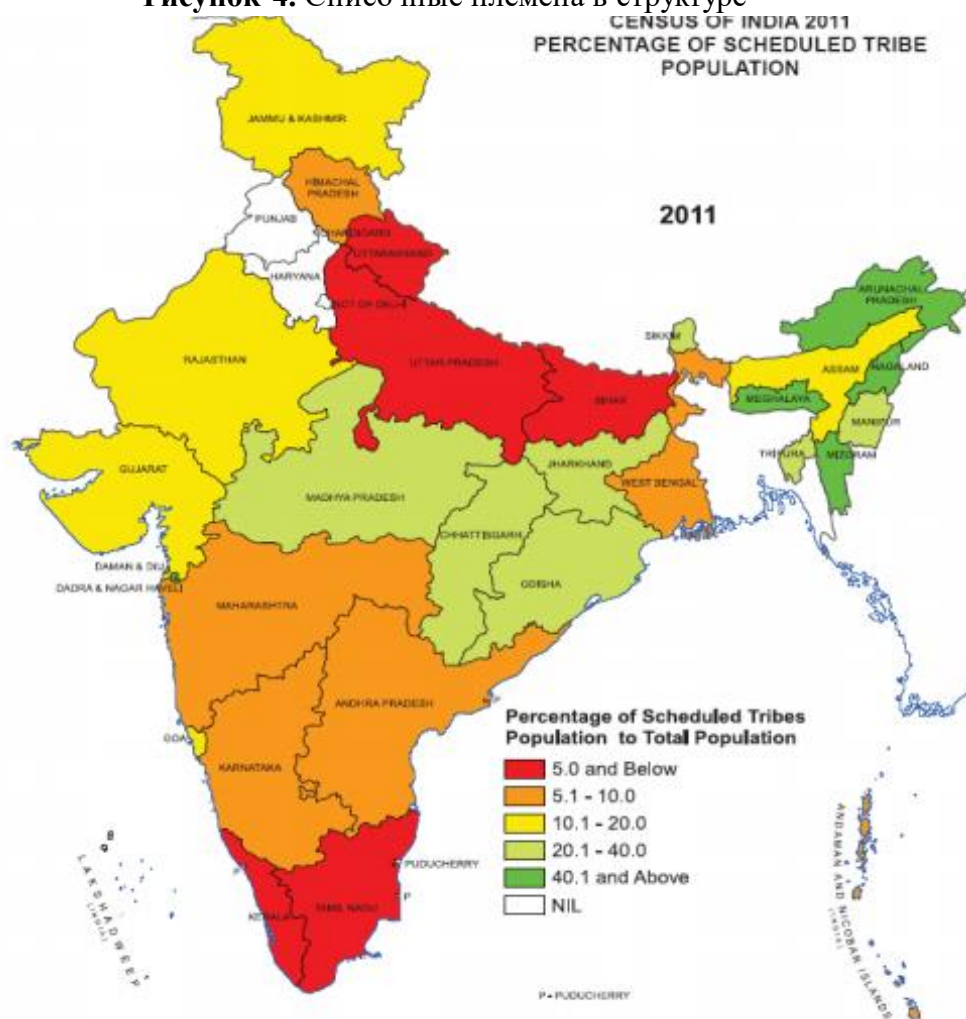 Рисунок 4. Списочные племена в структуре
CENSUS OF INDIA 2011
PERCENTAGE OF SCHEDULED TRIBE
POPULATION
2011
JAMMU & KASHMIR
HIMACHAL
PRADESH
PUNJAB
CHANDIGARH
UTTARAKHAND
HARYANA
NCT OF DELHI
ARUNACHAL
PRADESH
SIKKIM
RAJASTHAN
UTTAR PRADESH
ASSAM
NAGALAND
BIHAR
MEGHALAYA
MANIPUR
GUJARAT
JHARKHAND
TRIPURA
MIZORAM
MADHYA PRADESH
WEST BENGAL
CHHATTISGARH
DAMAN & DIU
ODISHA
DADRA & NAGAR HAVELI
MAHARASHTRA
ANDHRA PRADESH
GOA
KARNATAKA
Percentage of Scheduled Tribes
Population to Total Population
5.0 and Below
5.1 - 10.0
10.1 - 20.0
20.1 - 40.0
40.1 and Above
NIL
PUDUCHERRY
P
KERALA
TAMIL NADU
LAKSHADWEEP
(INDIA)
ANDAMAN AND NICOBAR ISLANDS
(INDIA)
P - PUDUCHERRY